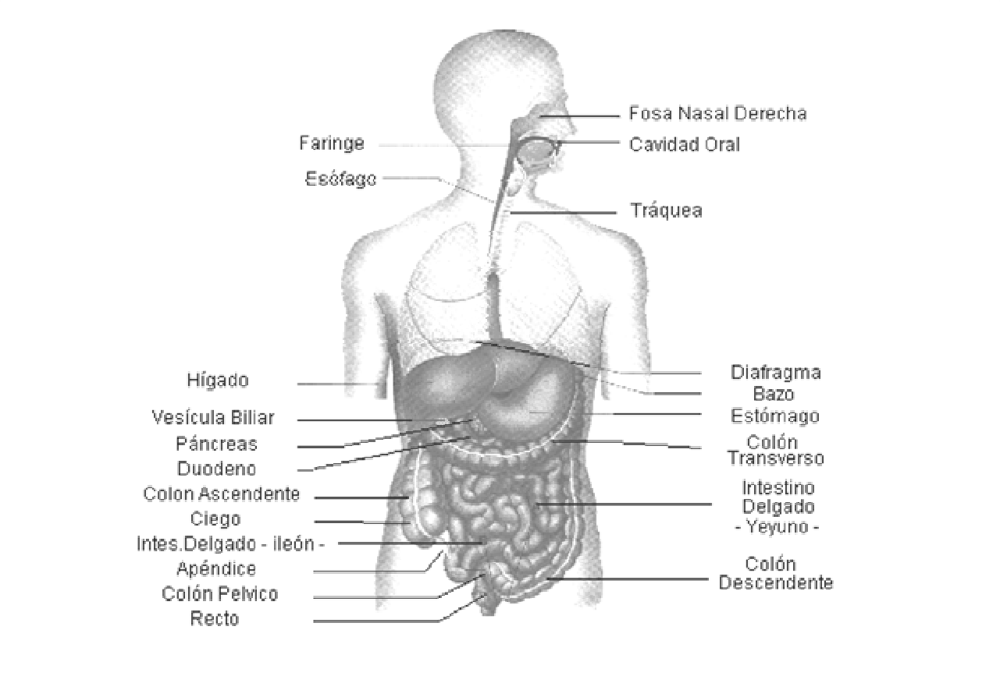 Fosa Nasal Derecha
Cavidad Oral
Faringe
Esófago
Tráquea
Hígado
Vesícula Biliar
Páncreas
Duodeno
Colon Ascendente
Ciego
Intes.Delgado - ileón -
Apéndice
Colón Pelvico
Recto
Diafragma
Bazo
Estómago
Colón
Transverso
Intestino
Delgado
- Yeyuno -
Colón
Descendente